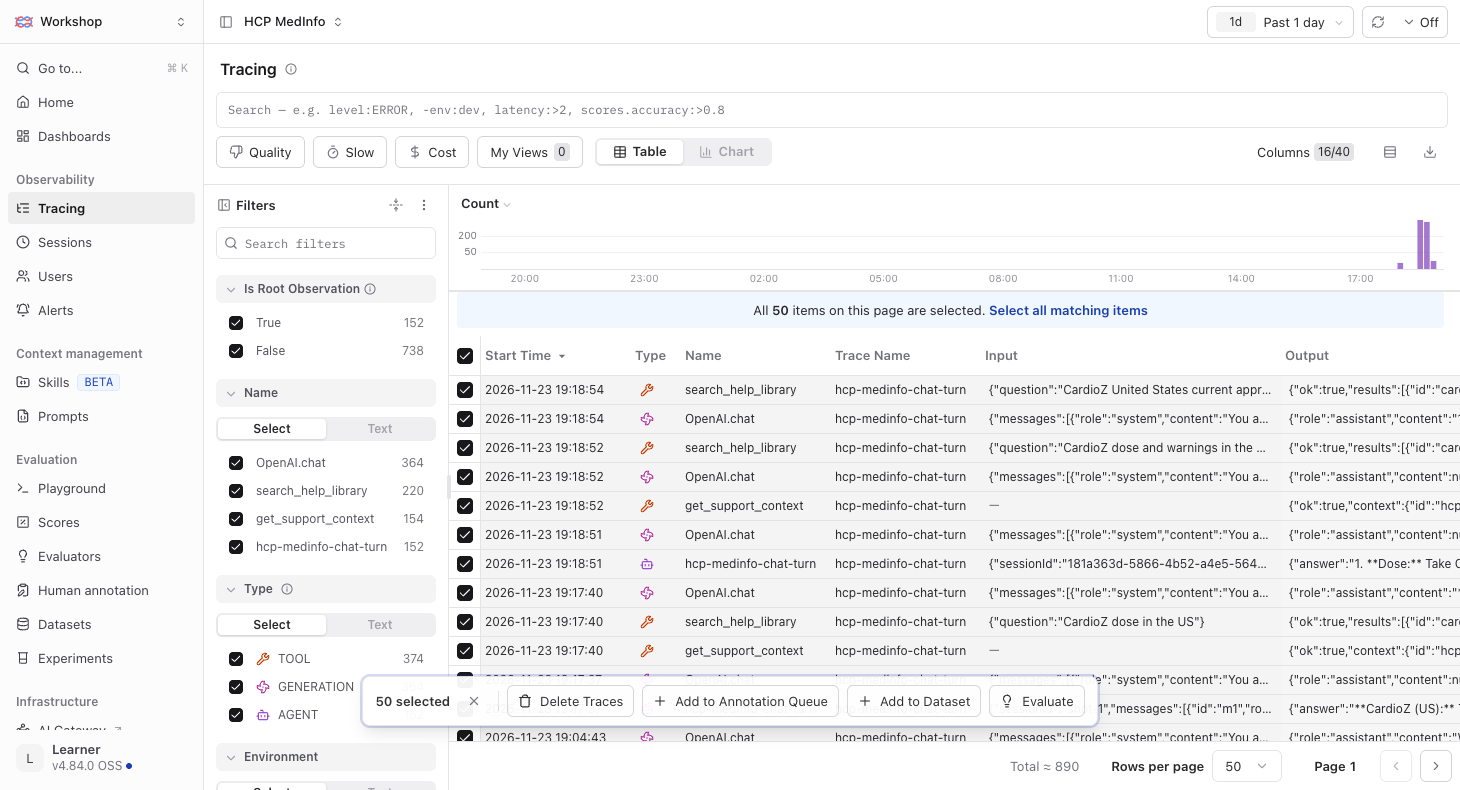 Workshop
HCP MedInfo
1d Past 1 day
Off
Go to...
⌘ K
Home
Dashboards
Observability
Tracing
Sessions
Users
Alerts
Context management
Skills BETA
Prompts
Evaluation
Playground
Scores
Evaluators
Human annotation
Datasets
Experiments
Infrastructure
AI Gateway
L
Learner
v4.84.0 OSS
Tracing
Search — e.g. level:ERROR, -env:dev, latency:>2, scores.accuracy:>0.8
Quality
Slow
Cost
My Views 0
Table
Chart
Columns 16/40
Filters
Search filters
Is Root Observation
True 152
False 738
Name
Select Text
OpenAI.chat 364
search_help_library 220
get_support_context 154
hcp-medinfo-chat-turn 152
Type
Select Text
TOOL 374
GENERATION
AGENT
Environment
Select Text
Count
200
50
20:00 23:00 02:00 05:00 08:00 11:00 14:00 17:00
All 50 items on this page are selected. Select all matching items
Start Time Type Name Trace Name Input Output
2026-11-23 19:18:54 search_help_library hcp-medinfo-chat-turn {"question":"CardioZ United States current appr... {"ok":true,"results":[{"id":"car
2026-11-23 19:18:54 OpenAI.chat hcp-medinfo-chat-turn {"messages":[{"role":"system","content":"You a... {"role":"assistant","content":"
2026-11-23 19:18:52 search_help_library hcp-medinfo-chat-turn {"question":"CardioZ dose and warnings in the ... {"ok":true,"results":[{"id":"car
2026-11-23 19:18:52 OpenAI.chat hcp-medinfo-chat-turn {"messages":[{"role":"system","content":"You a... {"role":"assistant","content":nu
2026-11-23 19:18:52 get_support_context hcp-medinfo-chat-turn — {"ok":true,"context":{"id":"hcp
2026-11-23 19:18:51 OpenAI.chat hcp-medinfo-chat-turn {"messages":[{"role":"system","content":"You a... {"role":"assistant","content":nu
2026-11-23 19:18:51 hcp-medinfo-chat-turn hcp-medinfo-chat-turn {"sessionId":"181a363d-5866-4b52-a4e5-564... {"answer":"1. **Dose:** Take C
2026-11-23 19:17:40 OpenAI.chat hcp-medinfo-chat-turn {"messages":[{"role":"system","content":"You a... {"role":"assistant","content":"*
2026-11-23 19:17:40 search_help_library hcp-medinfo-chat-turn {"question":"CardioZ dose in the US"} {"ok":true,"results":[{"id":"car
2026-11-23 19:17:40 get_support_context hcp-medinfo-chat-turn — {"ok":true,"context":{"id":"hcp
"system","content":"You a... {"role":"assistant","content":nu
1","messages":[{"id":"m1","ro... {"answer":"**CardioZ (US):**
2026-11-23 19:04:43 OpenAI.chat hcp-medinfo-chat-turn {"messages":[{"role":"system","content":"You a... {"role":"assistant","content":"
50 selected
Delete Traces
Add to Annotation Queue
Add to Dataset
Evaluate
Total ≈ 890
Rows per page 50
Page 1